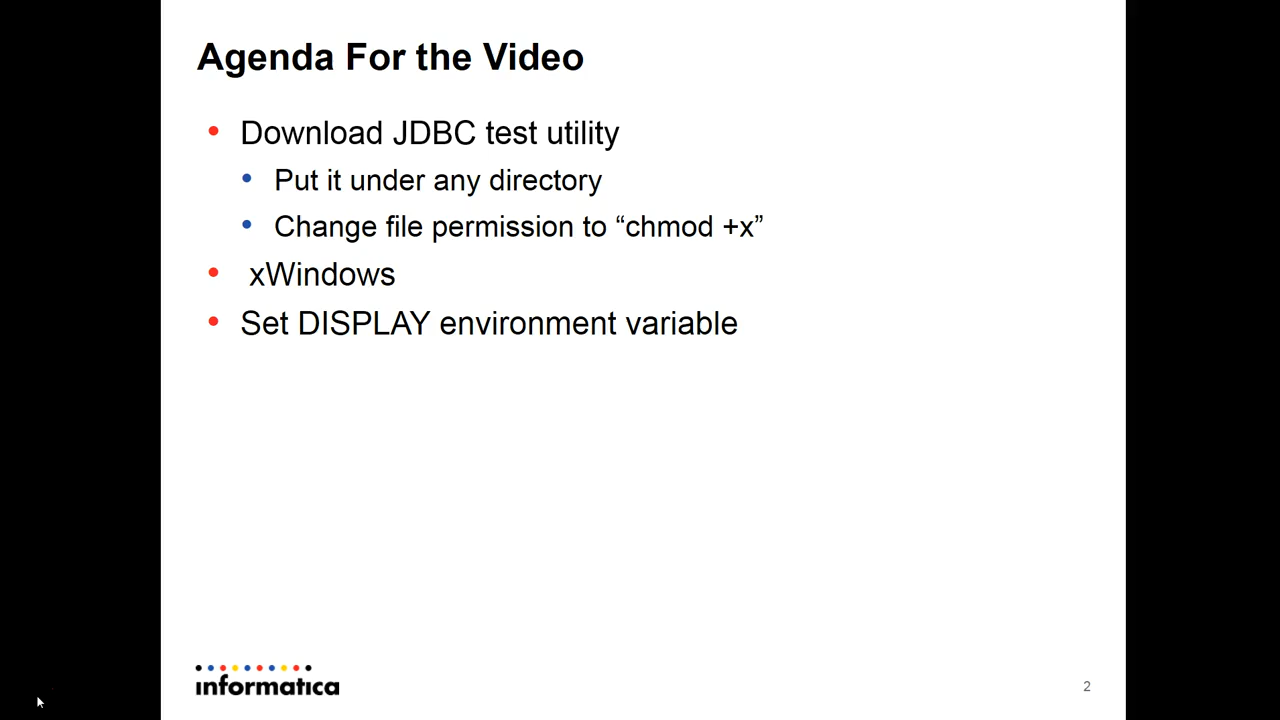 Agenda For the Video
• Download JDBC test utility
• Put it under any directory
• Change file permission to “chmod +x”
• xWindows
• Set DISPLAY environment variable
informatica
2